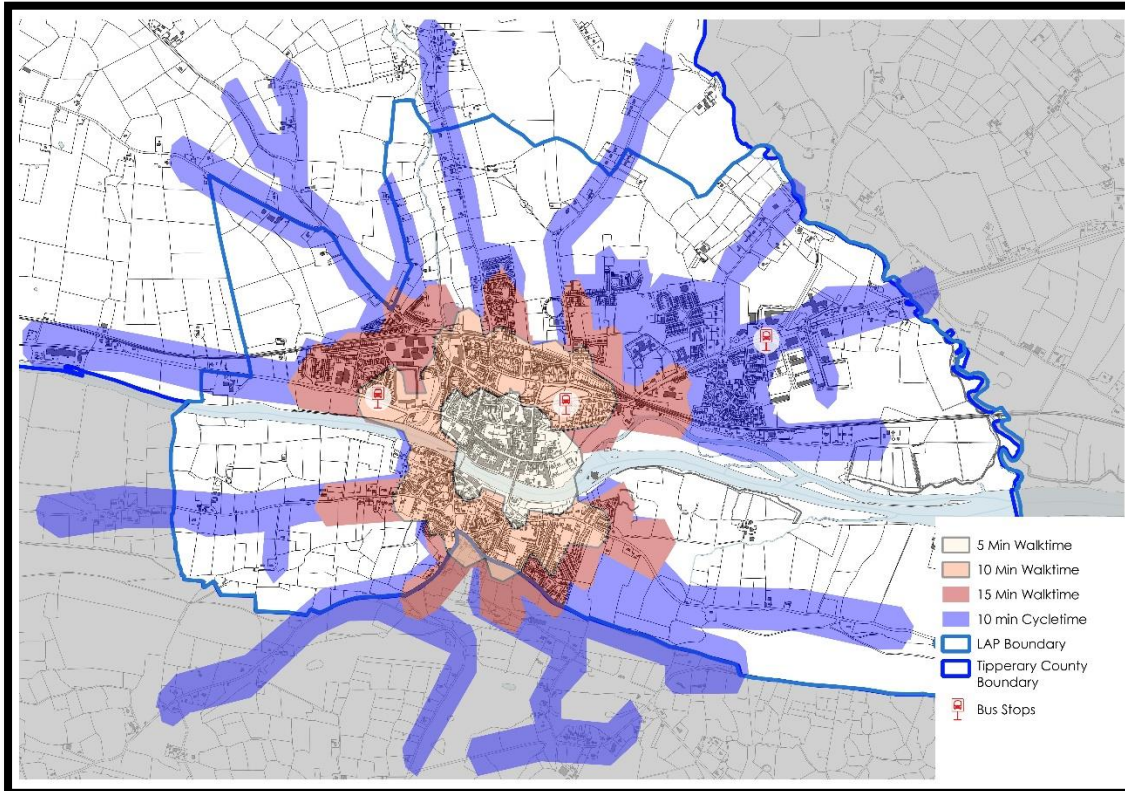 5 Min Walktime
10 Min Walktime
15 Min Walktime
10 min Cycletime
LAP Boundary
Tipperary County
Boundary
Bus Stops